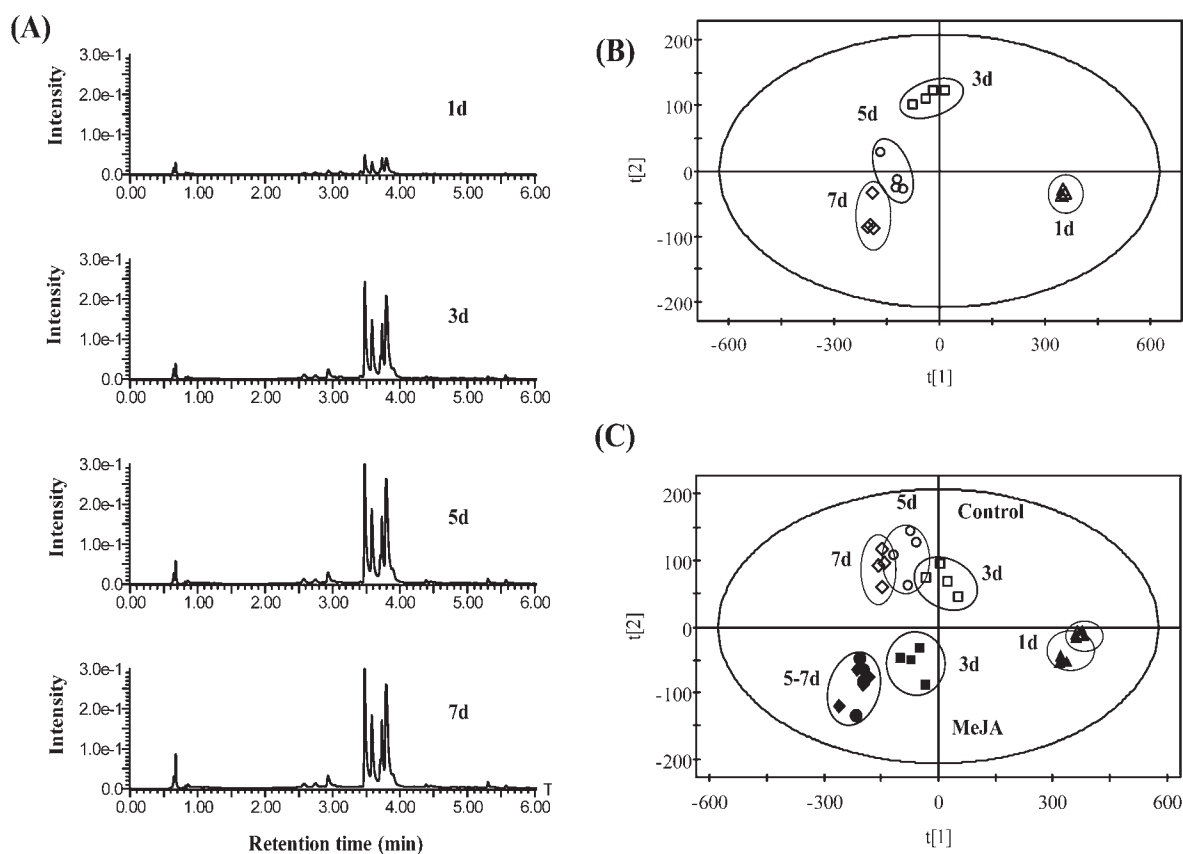 (A)
3.0e-1
2.0e-1
1.0e-1
0.0
Intensity
1d
0.00 1.00 2.00 3.00 4.00 5.00 6.00
3.0e-1
2.0e-1
1.0e-1
0.0
Intensity
3d
0.00 1.00 2.00 3.00 4.00 5.00 6.00
3.0e-1
2.0e-1
1.0e-1
0.0
Intensity
5d
0.00 1.00 2.00 3.00 4.00 5.00 6.00
3.0e-1
2.0e-1
1.0e-1
0.0
Intensity
7d
T
0.00 1.00 2.00 3.00 4.00 5.00 6.00
Retention time (min)
(B)
200
100
0
-100
-200
t[2]
3d
5d
7d
1d
-600 -300 0 300 600
t[1]
(C)
200
100
0
-100
-200
t[2]
5d
Control
7d
3d
1d
3d
5-7d
MeJA
-600 -300 0 300 600
t[1]